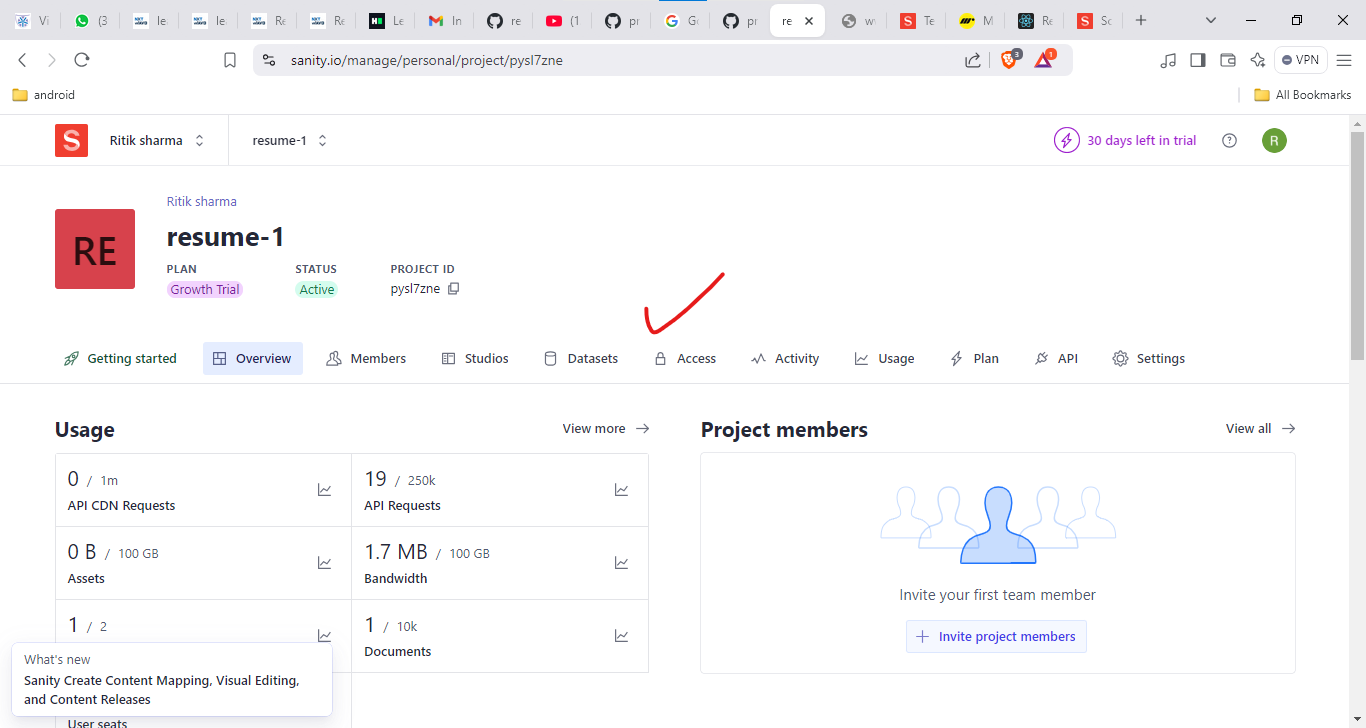 Vi
(3
le
le
Re
Re
Le
In
re
(1
pr
G
pr
re
w
Te
M
Re
Sc
sanity.io/manage/personal/project/pysl7zne
3
1
VPN
android
All Bookmarks
S
Ritik sharma
resume-1
30 days left in trial
R
Ritik sharma
RE
resume-1
PLAN
STATUS
PROJECT ID
Growth Trial
Active
pysl7zne
Getting started
Overview
Members
Studios
Datasets
Access
Activity
Usage
Plan
API
Settings
Usage
View more
Project members
View all
0 / 1m
API CDN Requests
19 / 250k
API Requests
0 B / 100 GB
Assets
1.7 MB / 100 GB
Bandwidth
1 / 2
1 / 10k
Documents
Invite your first team member
Invite project members
What's new
Sanity Create Content Mapping, Visual Editing,
and Content Releases
User seats